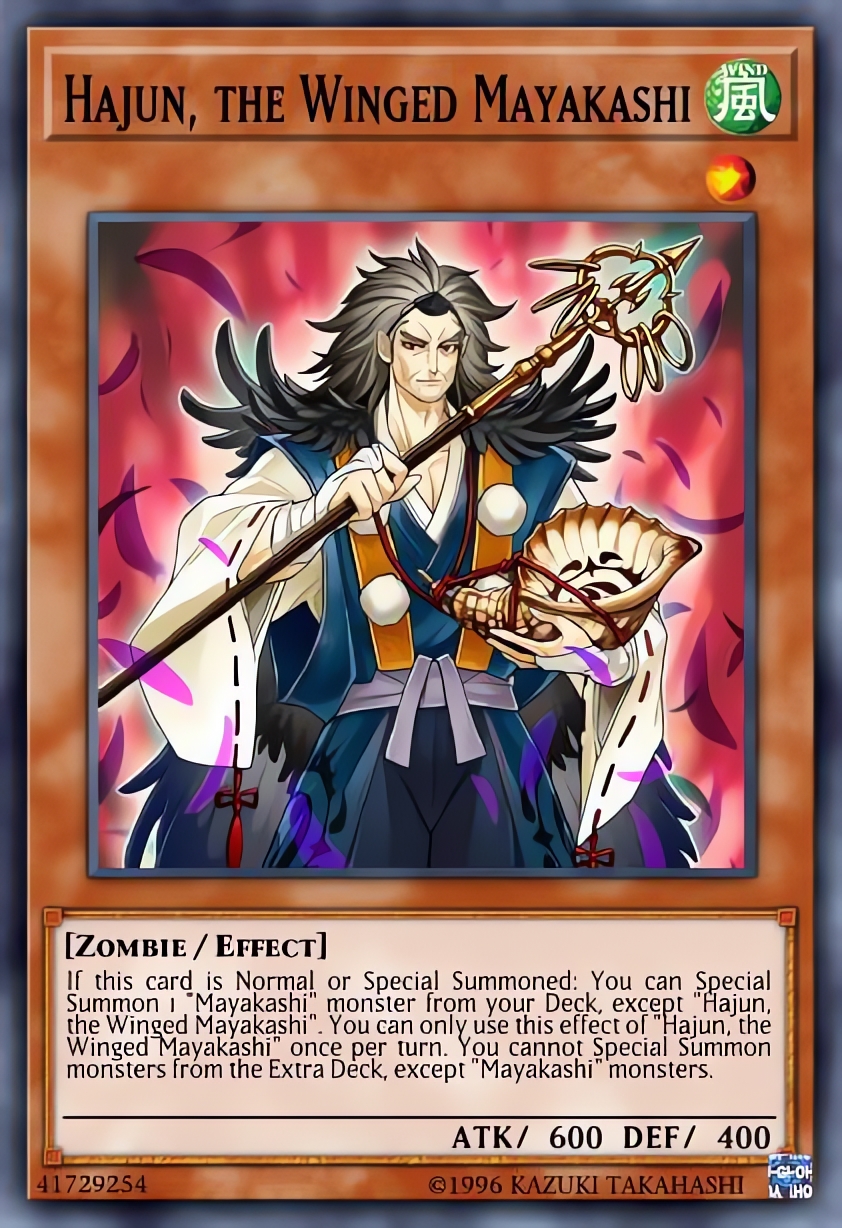 HAJUN, THE WINGED MAYAKASHI
WIND
風
[ZOMBIE / EFFECT]
If this card is Normal or Special Summoned: You can Special
Summon 1 "Mayakashi" monster from your Deck, except "Hajun,
the Winged Mayakashi". You can only use this effect of "Hajun, the
Winged Mayakashi" once per turn. You cannot Special Summon
monsters from the Extra Deck, except "Mayakashi" monsters.
ATK/ 600 DEF/ 400
41729254
©1996 KAZUKI TAKAHASHI